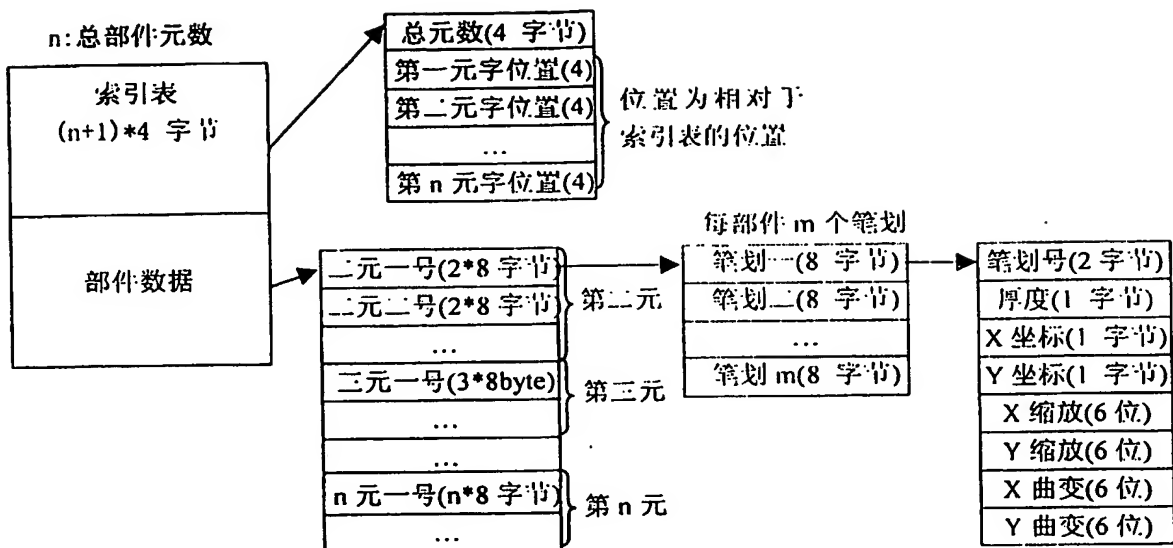 n:总部件元数
索引表
(n+1)*4 字节
部件数据
总元数(4 字节)
第一元字位置(4)
第二元字位置(4)
...
第 n 元字位置(4)
位置为相对于
索引表的位置
二元一号(2*8 字节)
二元二号(2*8 字节)
...
三元一号(3*8byte)
...
...
n 元一号(n*8 字节)
...
第二元
第三元
第 n 元
每部件 m 个笔划
笔划一(8 字节)
笔划二(8 字节)
...
笔划 m(8 字节)
笔划号(2 字节)
厚度(1 字节)
X 坐标(1 字节)
Y 坐标(1 字节)
X 缩放(6 位)
Y 缩放(6 位)
X 曲变(6 位)
Y 曲变(6 位)